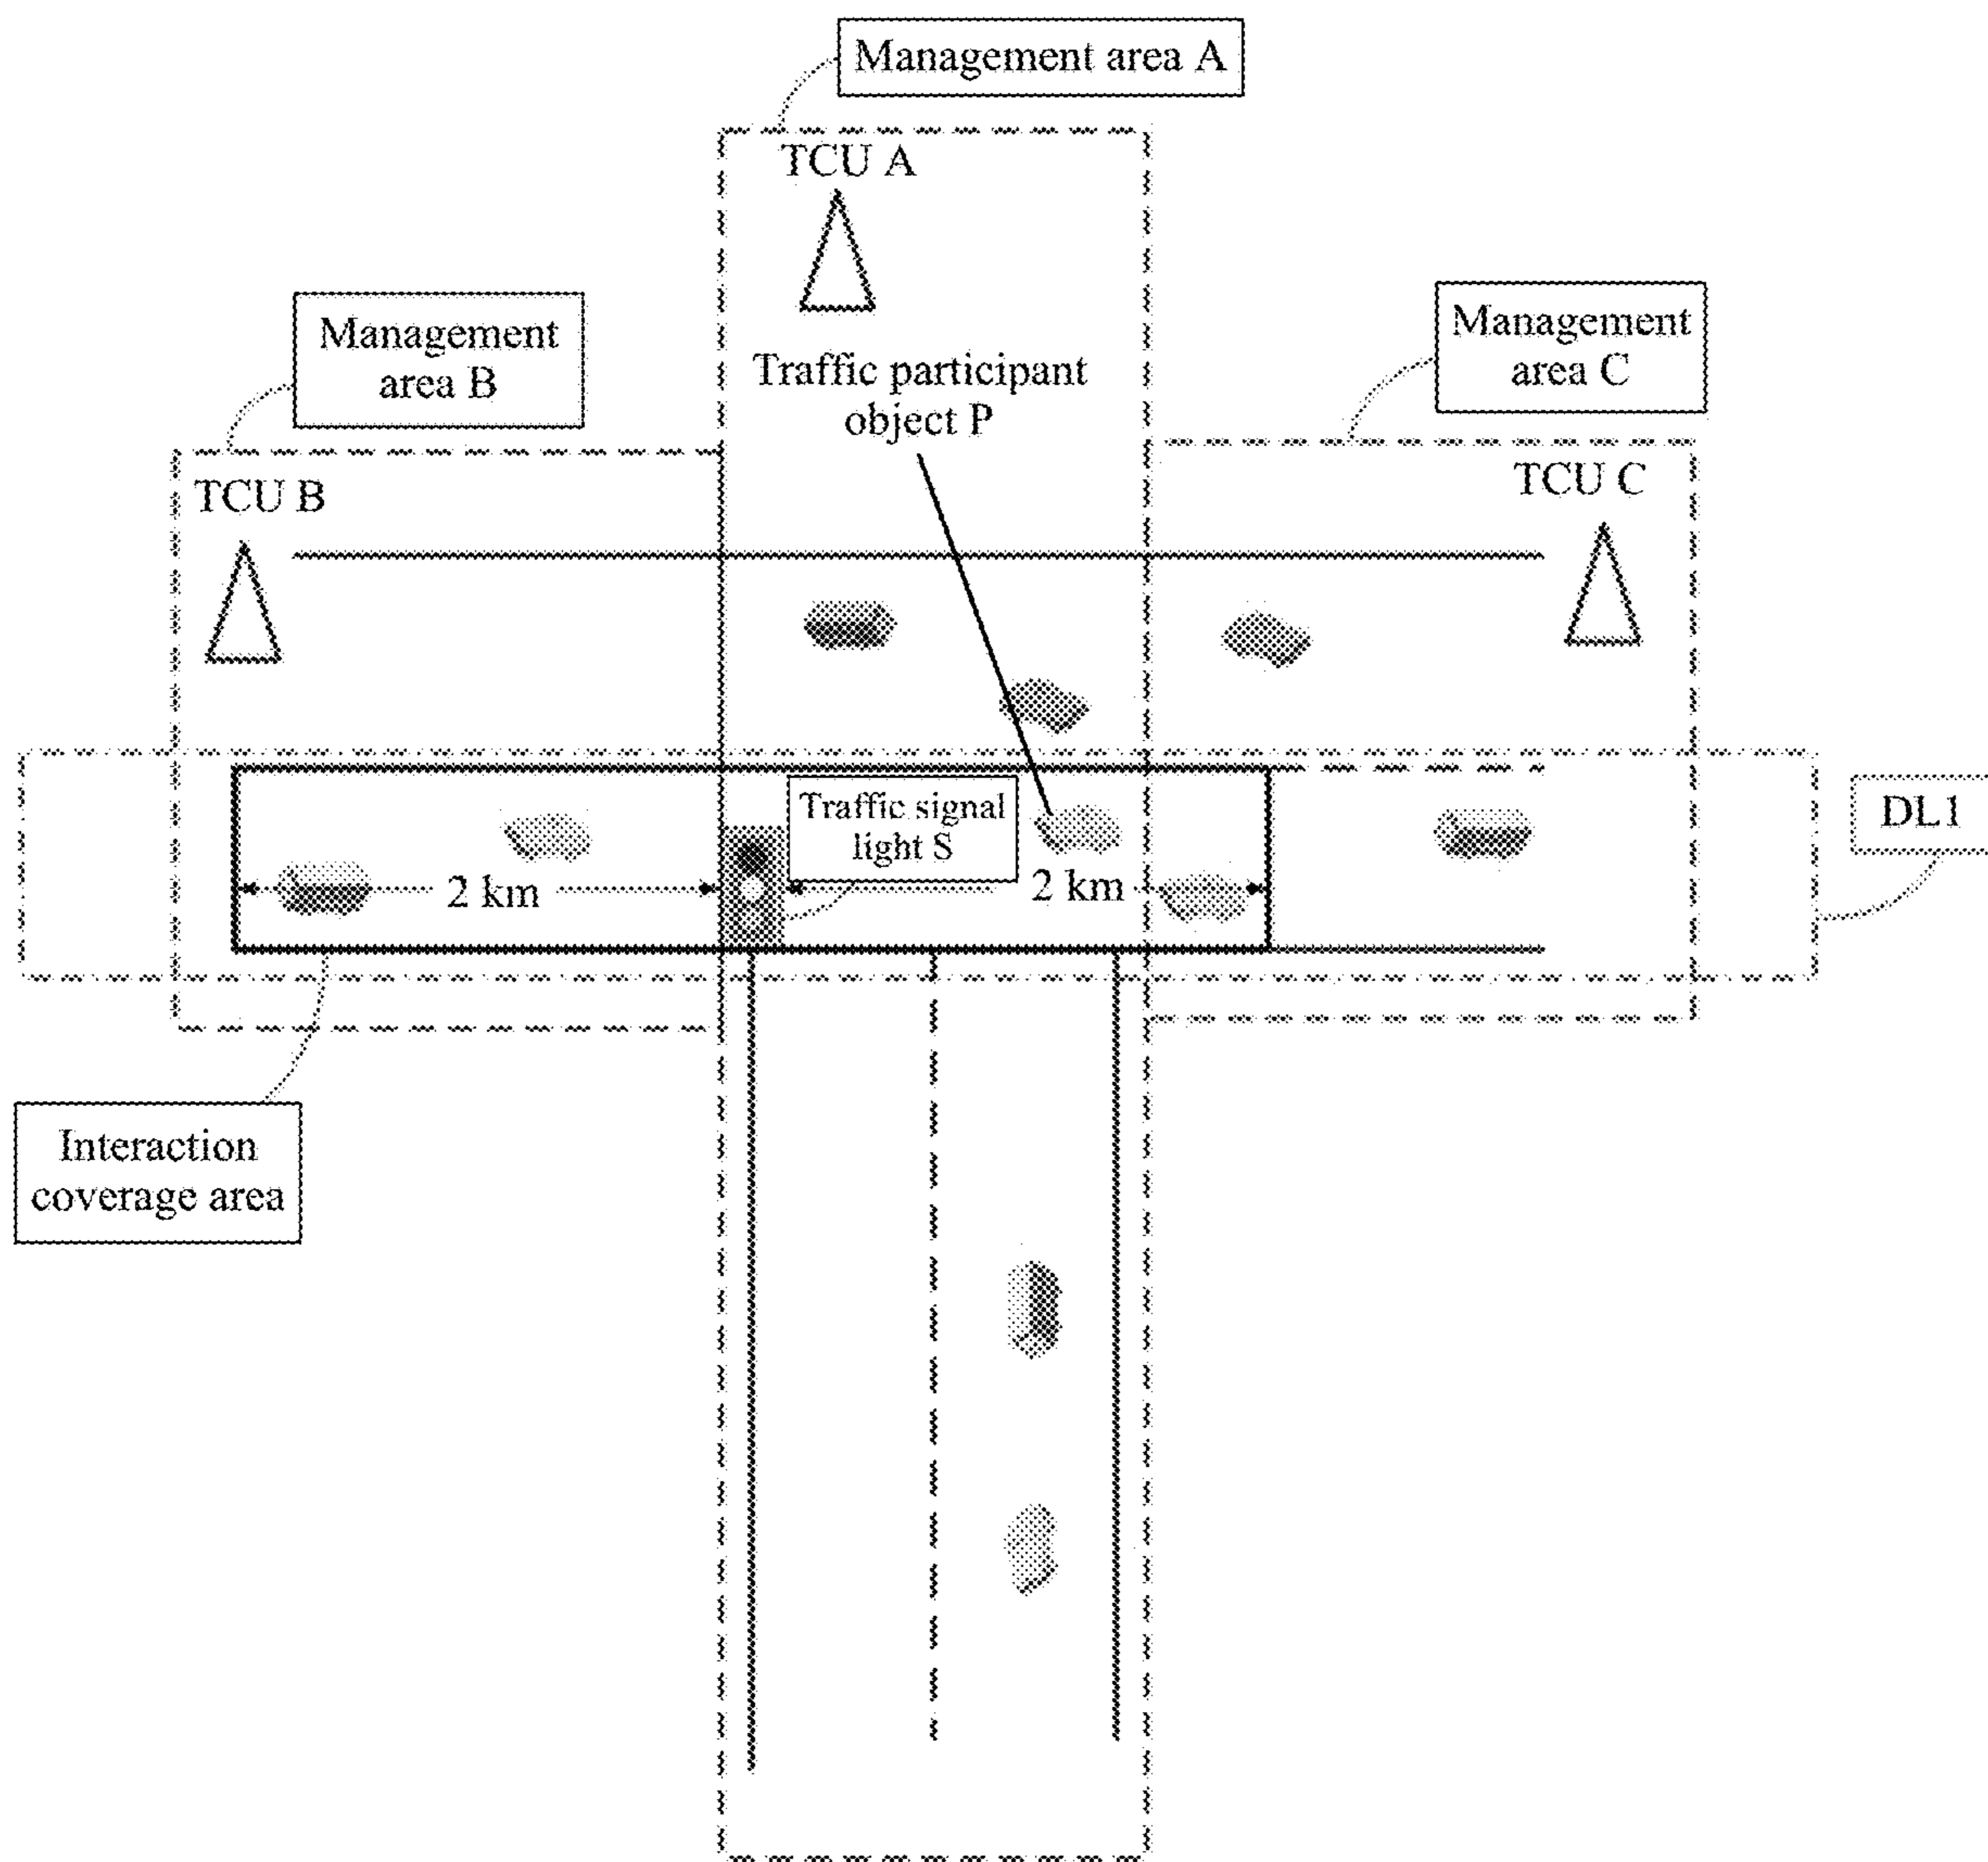 Management area A
TCU A
Management
area B
Management
area C
Traffic participant
object P
TCU B
TCU C
Traffic signal
light S
DL1
2 km
2 km
Interaction
coverage area